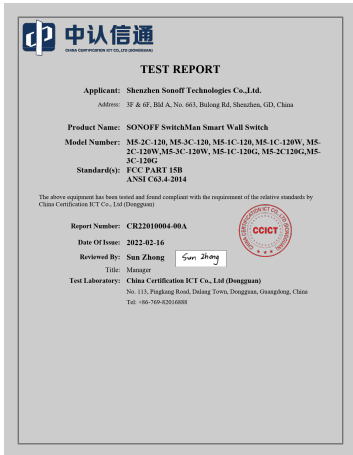 中认信通
CHINA CERTIFICATION ICT CO., LTD (DONGGUAN)
TEST REPORT
Applicant: Shenzhen Sonoff Technologies Co.,Ltd.
Address: 3F & 6F, Bld A, No. 663, Bulong Rd, Shenzhen, GD, China
Product Name: SONOFF SwitchMan Smart Wall Switch
Model Number: M5-2C-120, M5-3C-120, M5-1C-120, M5-1C-120W, M5-
2C-120W,M5-3C-120W, M5-1C-120G, M5-2C120G,M5-
3C-120G
Standard(s): FCC PART 15B
ANSI C63.4-2014
The above equipment has been tested and found compliant with the requirement of the relative standards by
China Certification ICT Co., Ltd (Dongguan)
CERTIFICATION ICT CO., LTD (DONGGUAN)
CCICT
Report Number: CR22010004-00A
Date Of Issue: 2022-02-16
Reviewed By: Sun Zhong
Sun Zhong
Title: Manager
Test Laboratory: China Certification ICT Co., Ltd (Dongguan)
No. 113, Pingkang Road, Dalang Town, Dongguan, Guangdong, China
Tel: +86-769-82016888